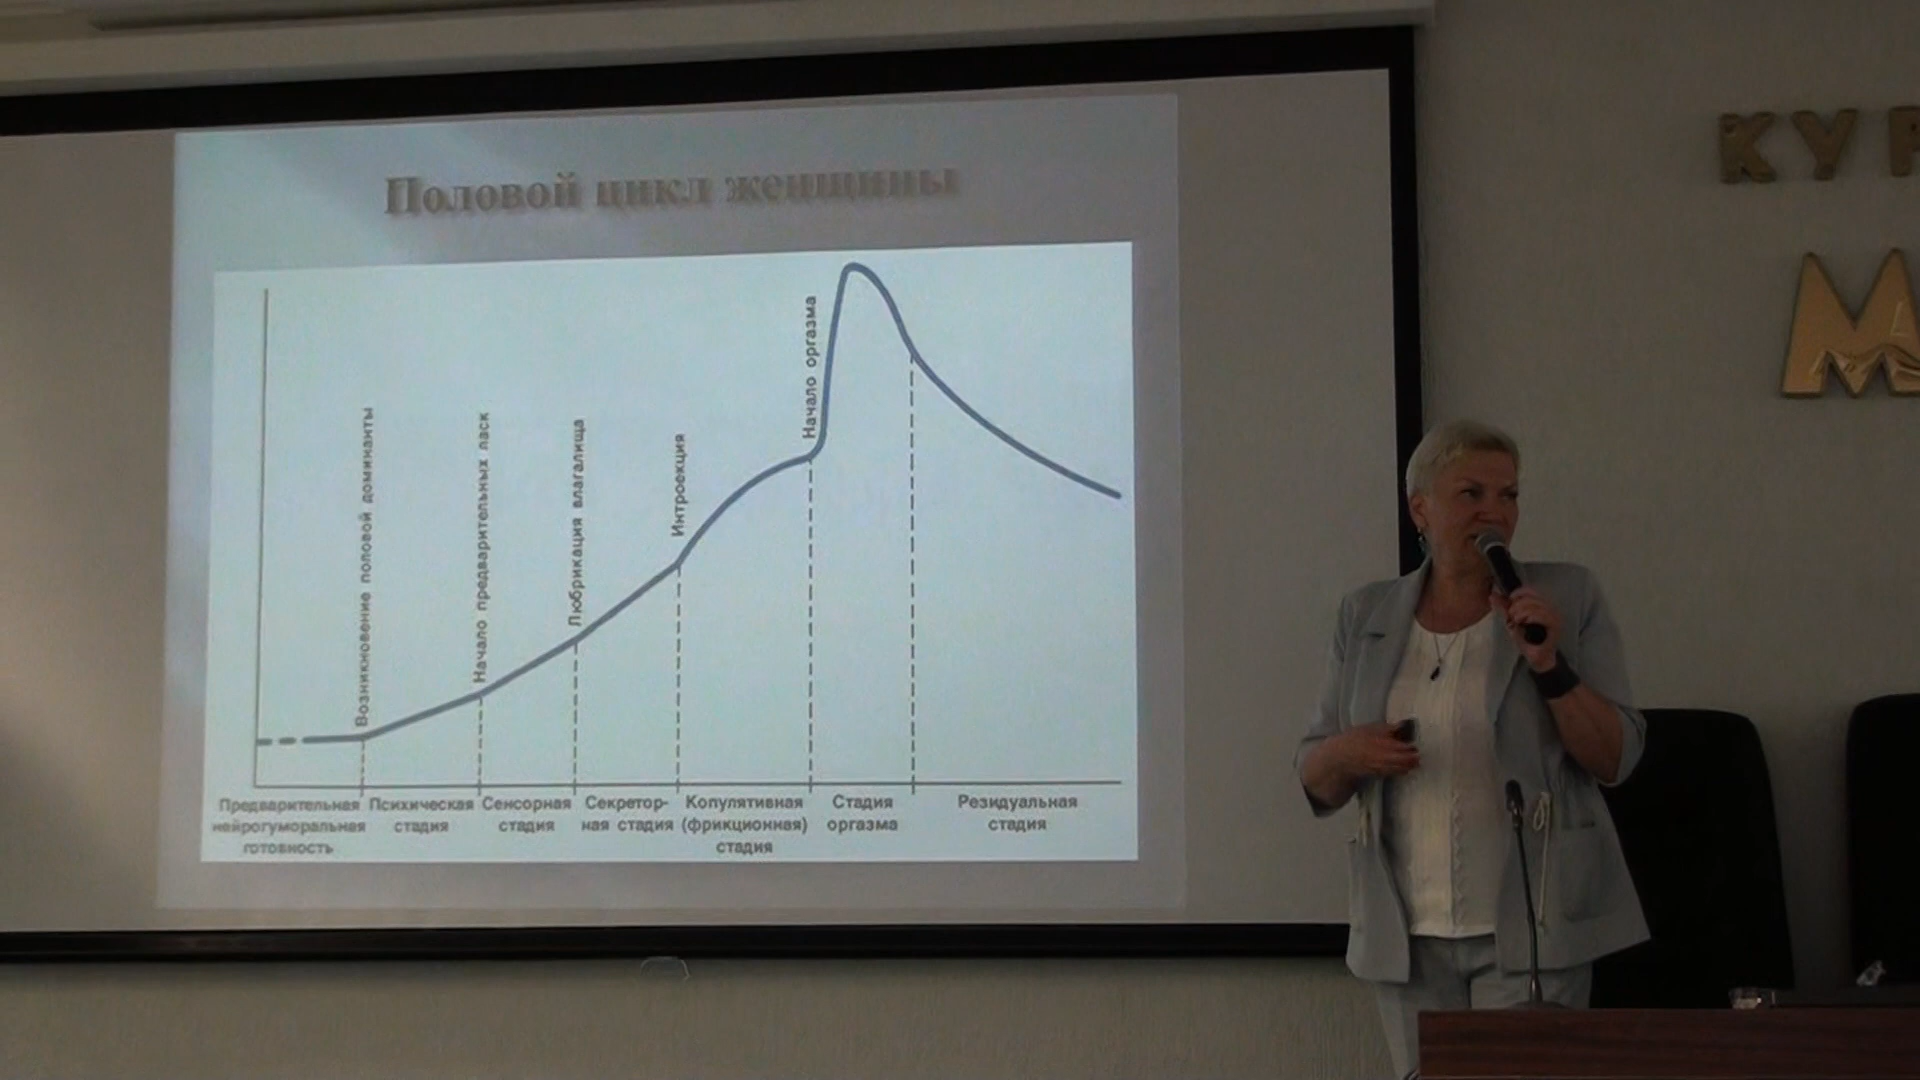 Половой цикл женщины
Возникновение половой доминанты
Начало предварительных ласк
Любрикация влагалища
Интроекция
Начало оргазма
Предварительная
нейрогуморальная
готовность
Психическая
стадия
Сенсорная
стадия
Секретор-
ная стадия
Копулятивная
(фрикционная)
стадия
Стадия
оргазма
Резидуальная
стадия
КУР
М